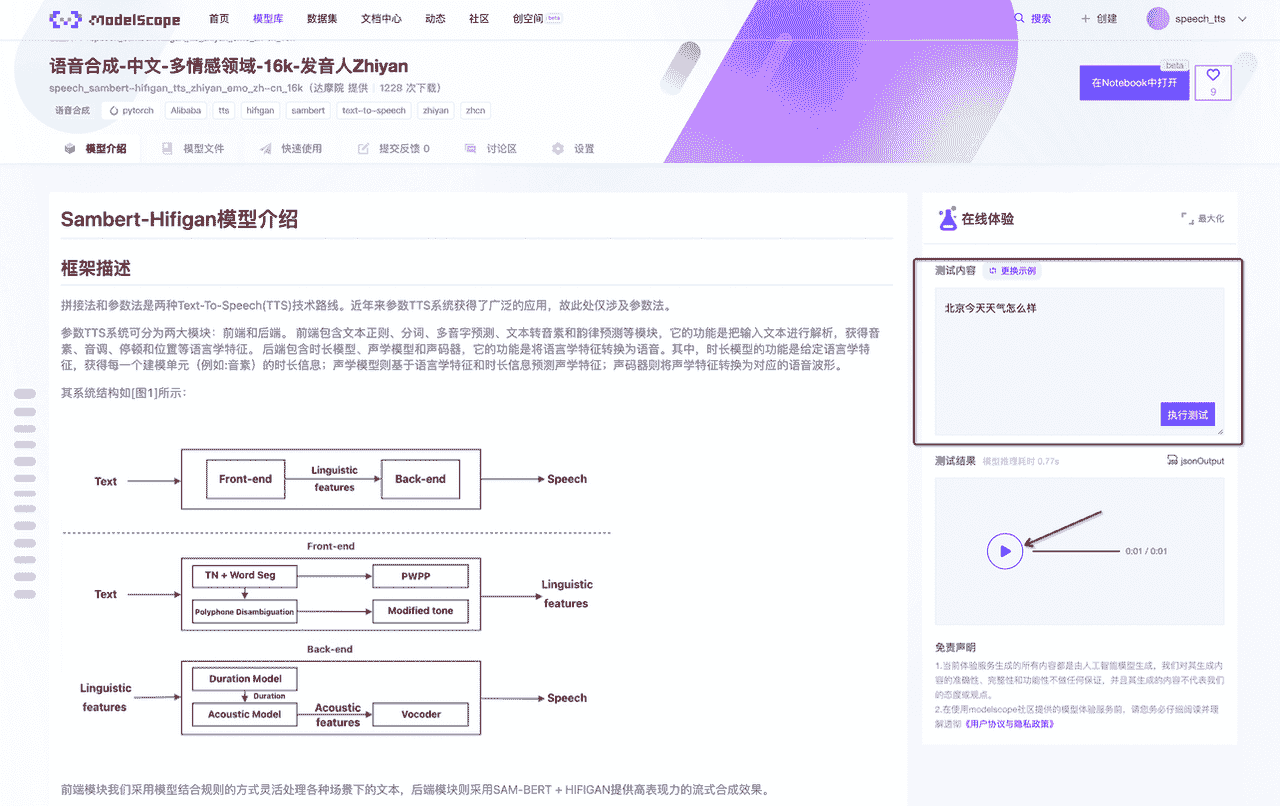 ModelScope
首页 模型库 数据集 文档中心 动态 社区 创空间 beta 搜索 创建 speech_tts
语音合成-中文-多情感领域-16k-发音人Zhiyan
speech_sambert-hifigan_tts_zhiyan_emo_zh-cn_16k（达摩院 提供 | 1228 次下载）
beta
在Notebook中打开
9
语音合成 pytorch Alibaba tts hifigan sambert text-to-speech zhiyan zhcn
模型介绍 模型文件 快速使用 提交反馈 0 讨论区 设置
Sambert-Hifigan模型介绍
框架描述
拼接法和参数法是两种Text-To-Speech(TTS)技术路线。近年来参数TTS系统获得了广泛的应用，故此处仅涉及参数法。
参数TTS系统可分为两大模块：前端和后端。 前端包含文本正则、分词、多音字预测、文本转音素和韵律预测等模块，它的功能是把输入文本进行解析，获得音
素、音调、停顿和位置等语言学特征。 后端包含时长模型、声学模型和声码器，它的功能是将语言学特征转换为语音。其中，时长模型的功能是给定语言学特
征，获得每一个建模单元（例如:音素）的时长信息；声学模型则基于语言学特征和时长信息预测声学特征；声码器则将声学特征转换为对应的语音波形。
其系统结构如[图1]所示：
Text
Front-end
Linguistic
features
Back-end
Speech
Front-end
Text
TN + Word Seg
PWPP
Polyphone Disambiguation
Modified tone
Linguistic
features
Back-end
Linguistic
features
Duration Model
Duration
Acoustic Model
Acoustic
features
Vocoder
Speech
前端模块我们采用模型结合规则的方式灵活处理各种场景下的文本，后端模块则采用SAM-BERT + HIFIGAN提供高表现力的流式合成效果。
在线体验
最大化
测试内容 更换示例
北京今天天气怎么样
执行测试
测试结果 模型推理耗时 0.77s jsonOutput
0:01 / 0:01
免责声明
1.当前体验服务生成的所有内容都是由人工智能模型生成，我们对其生成内
容的准确性、完整性和功能性不做任何保证，并且其生成的内容不代表我们
的态度或观点。
2.在使用modelscope社区提供的模型体验服务前，请您务必仔细阅读并理
解透彻《用户协议与隐私政策》